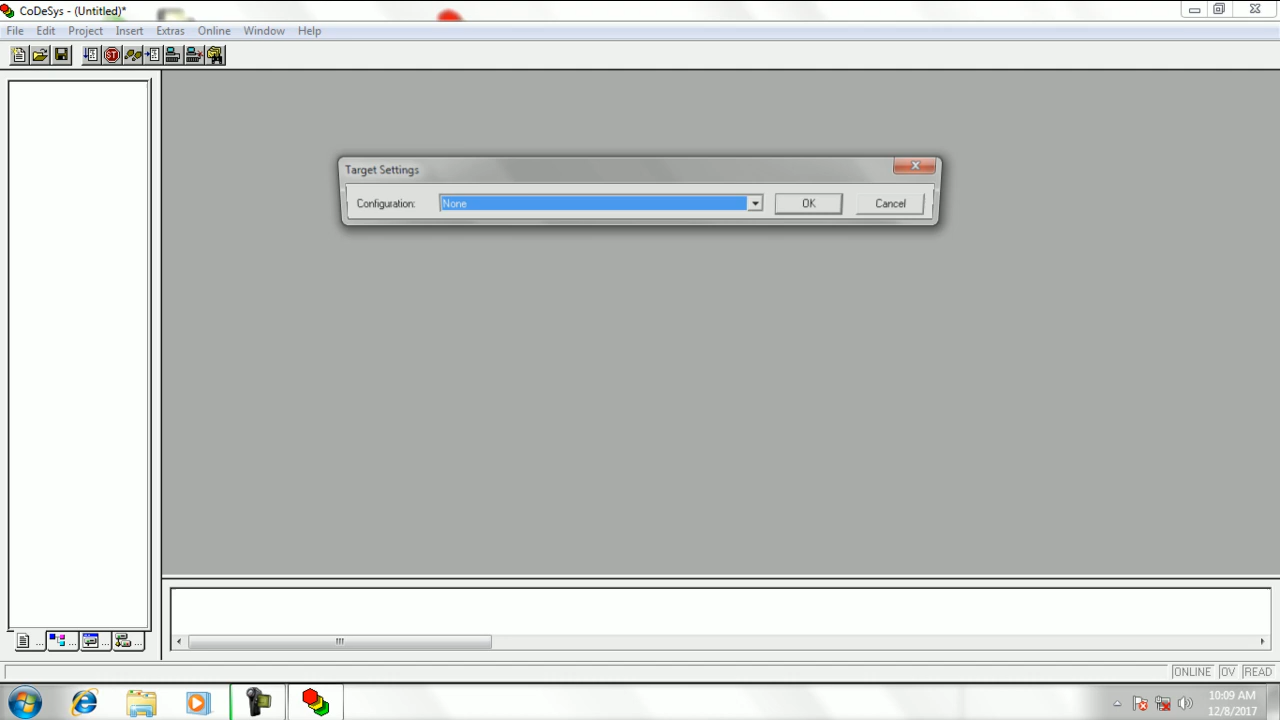 CoDeSys - (Untitled)*
File Edit Project Insert Extras Online Window Help
Target Settings
Configuration: None OK Cancel
ONLINE OV READ
10:09 AM
12/8/2017